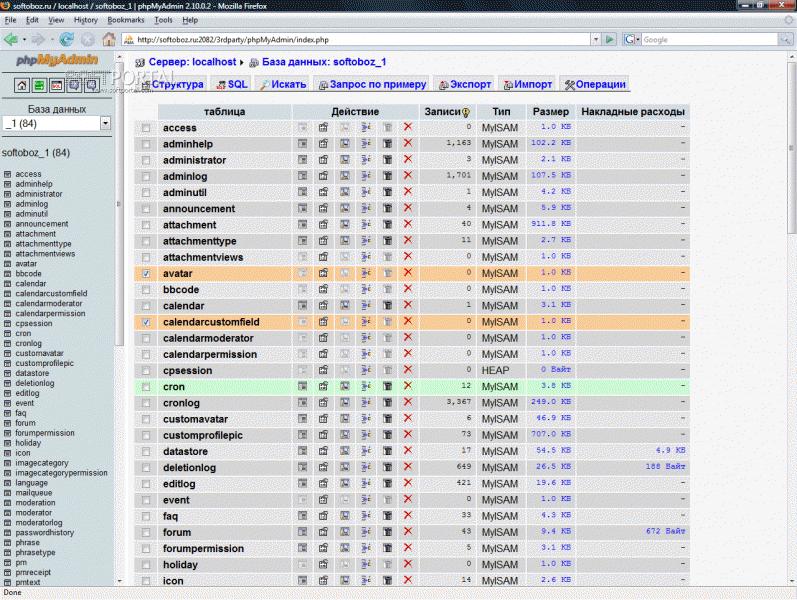 softoboz.ru / localhost / softoboz_1 | phpMyAdmin 2.10.0.2 - Mozilla Firefox
File Edit View History Bookmarks Tools Help
http://softoboz.ru:2082/3rdparty/phpMyAdmin/index.php
Google
phpMyAdmin
База данных
_1 (84)
softoboz_1 (84)
access
adminhelp
administrator
adminlog
adminutil
announcement
attachment
attachmenttype
attachmentviews
avatar
bbcode
calendar
calendarcustomfield
calendarmoderator
calendarpermission
cpsession
cron
cronlog
customavatar
customprofilepic
datastore
deletionlog
editlog
event
faq
forum
forumpermission
holiday
icon
imagecategory
imagecategorypermission
language
mailqueue
moderation
moderator
moderatorlog
passwordhistory
phrase
phrasetype
pm
pmreceipt
pmtext
Сервер: localhost База данных: softoboz_1
SOFTPORTAL
www.softportal.com
Структура SQL Искать Запрос по примеру Экспорт Импорт Операции
таблица Действие Записи Тип Размер Накладные расходы
access 0 MyISAM 1.0 КБ -
adminhelp 1,163 MyISAM 102.2 КБ -
administrator 3 MyISAM 2.1 КБ -
adminlog 1,701 MyISAM 107.5 КБ -
adminutil 1 MyISAM 4.2 КБ -
announcement 4 MyISAM 5.9 КБ -
attachment 40 MyISAM 911.8 КБ -
attachmenttype 11 MyISAM 2.7 КБ -
attachmentviews 0 MyISAM 1.0 КБ -
avatar 0 MyISAM 1.0 КБ -
bbcode 0 MyISAM 1.0 КБ -
calendar 1 MyISAM 3.1 КБ -
calendarcustomfield 0 MyISAM 1.0 КБ -
calendarmoderator 0 MyISAM 1.0 КБ -
calendarpermission 0 MyISAM 1.0 КБ -
cpsession 0 HEAP 0 Байт -
cron 12 MyISAM 3.8 КБ -
cronlog 3,367 MyISAM 249.0 КБ -
customavatar 6 MyISAM 46.9 КБ -
customprofilepic 73 MyISAM 707.0 КБ -
datastore 17 MyISAM 54.5 КБ 4.9 КБ
deletionlog 649 MyISAM 26.5 КБ 188 Байт
editlog 421 MyISAM 19.6 КБ -
event 0 MyISAM 1.0 КБ -
faq 33 MyISAM 4.3 КБ -
forum 43 MyISAM 9.4 КБ 672 Байт
forumpermission 5 MyISAM 3.1 КБ -
holiday 0 MyISAM 1.0 КБ -
icon 14 MyISAM 2.6 КБ -
Done